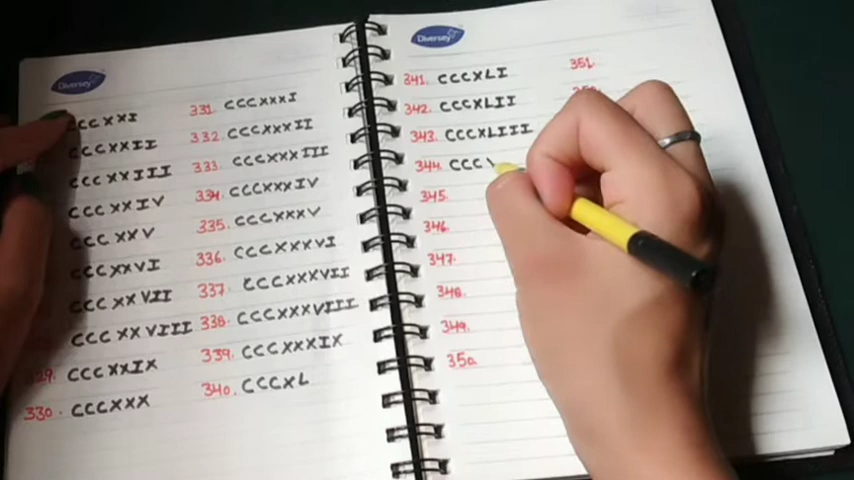 Diversey
CCCXXI
CCCXXII
CCCXXIII
CCCXXIV
CCCXXV
CCCXXVI
CCCXXVII
CCCXXVIII
329. CCCXXIX
330. CCCXXX
331. CCCXXXI
332. CCCXXXII
333. CCCXXXIII
334. CCCXXXIV
335. CCCXXXV
336. CCCXXXVI
337. CCCXXXVII
338. CCCXXXVIII
339. CCCXXXIX
340. CCCXL
Diversey
341. CCCXLI
342. CCCXLII
343. CCCXLIII
344. CCC
345.
346.
347.
348.
349.
350.
351.